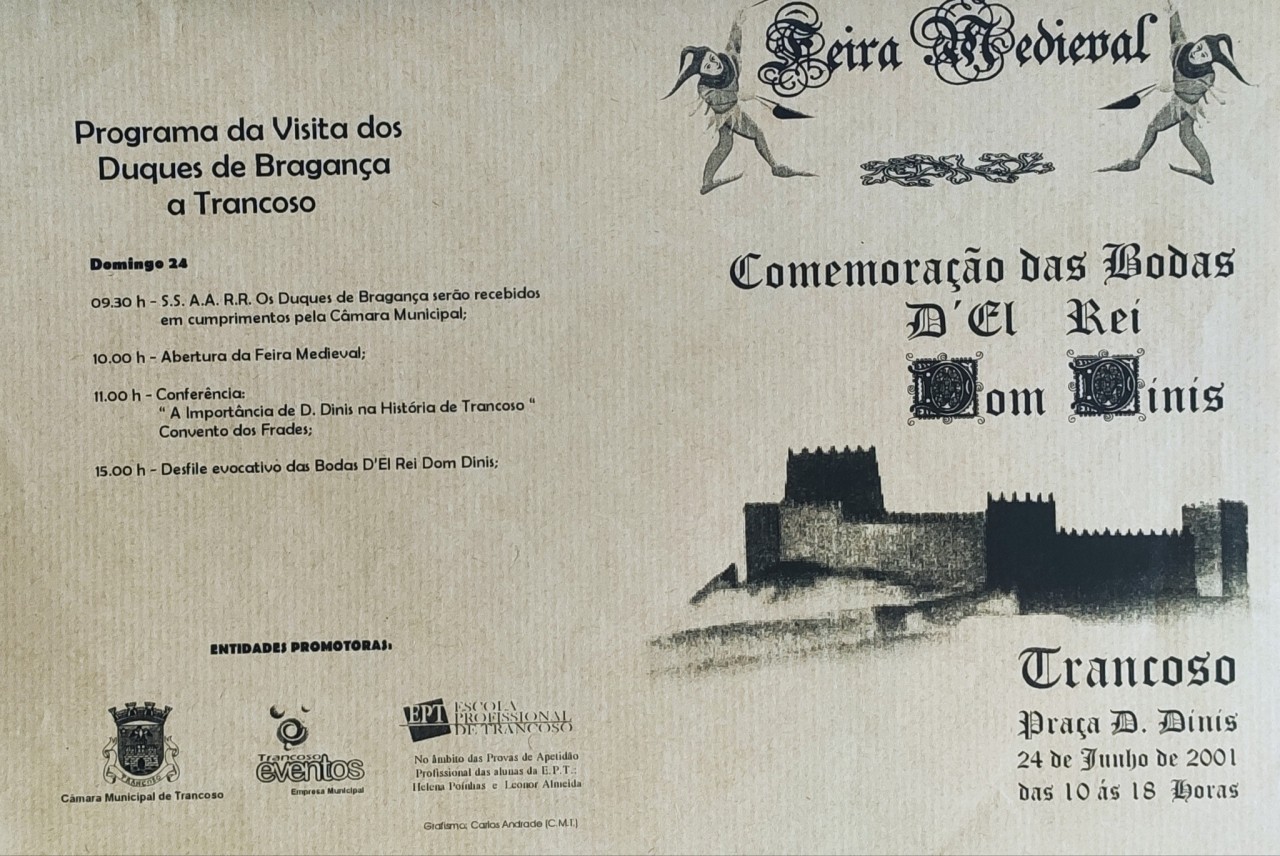 Programa da Visita dos
Duques de Bragança
a Trancoso
Domingo 24
09.30 h - S.S. A.A. R.R. Os Duques de Bragança serão recebidos
em cumprimentos pela Câmara Municipal;
10.00 h - Abertura da Feira Medieval;
11.00 h - Conferência:
" A Importância de D. Dinis na História de Trancoso "
Convento dos Frades;
15.00 h - Desfile evocativo das Bodas D'El Rei Dom Dinis;
ENTIDADES PROMOTORAS:
TRANCOSO
Câmara Municipal de Trancoso
Trancoso
eventos
Empresa Municipal
EPT ESCOLA
PROFISSIONAL
DE TRANCOSO
No âmbito das Provas de Apetidão
Profissional das alunas da E.P.T.:
Helena Poínhas e Leonor Almeida
Grafismo: Carlos Andrade (C.M.T.)
Feira Medieval
Comemoração das Bodas
D'El Rei
Dom Dinis
Trancoso
Praça D. Dinis
24 de Junho de 2001
das 10 ás 18 Horas